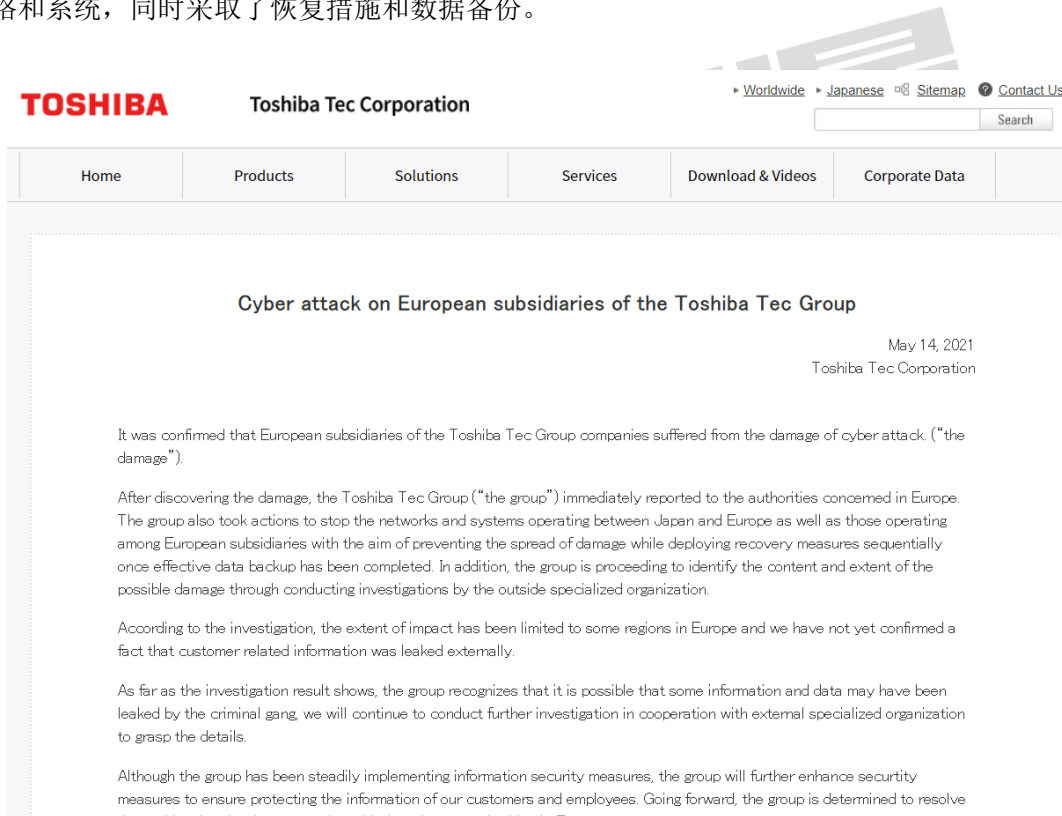 络和系统，同时采取了恢复措施和数据备份。
TOSHIBA
Toshiba Tec Corporation
Worldwide Japanese Sitemap Contact Us
Search
Home Products Solutions Services Download & Videos Corporate Data
Cyber attack on European subsidiaries of the Toshiba Tec Group
May 14, 2021
Toshiba Tec Corporation
It was confirmed that European subsidiaries of the Toshiba Tec Group companies suffered from the damage of cyber attack. (“the
damage”).
After discovering the damage, the Toshiba Tec Group (“the group”) immediately reported to the authorities concerned in Europe.
The group also took actions to stop the networks and systems operating between Japan and Europe as well as those operating
among European subsidiaries with the aim of preventing the spread of damage while deploying recovery measures sequentially
once effective data backup has been completed. In addition, the group is proceeding to identify the content and extent of the
possible damage through conducting investigations by the outside specialized organization.
According to the investigation, the extent of impact has been limited to some regions in Europe and we have not yet confirmed a
fact that customer related information was leaked externally.
As far as the investigation result shows, the group recognizes that it is possible that some information and data may have been
leaked by the criminal gang, we will continue to conduct further investigation in cooperation with external specialized organization
to grasp the details.
Although the group has been steadily implementing information security measures, the group will further enhance securtity
measures to ensure protecting the information of our customers and employees. Going forward, the group is determined to resolve